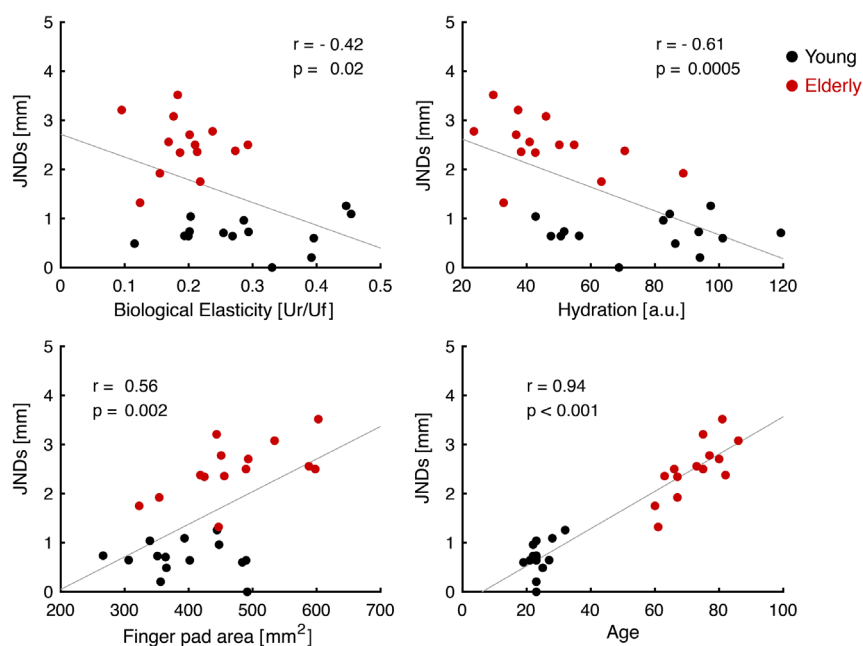 5
4
3
2
1
0
JNDs [mm]
r = - 0.42
p = 0.02
0 0.1 0.2 0.3 0.4 0.5
Biological Elasticity [Ur/Uf]
5
4
3
2
1
0
JNDs [mm]
r = - 0.61
p = 0.0005
20 40 60 80 100 120
Hydration [a.u.]
Young
Elderly
5
4
3
2
1
0
JNDs [mm]
r = 0.56
p = 0.002
200 300 400 500 600 700
Finger pad area [mm²]
5
4
3
2
1
0
JNDs [mm]
r = 0.94
p < 0.001
0 20 40 60 80 100
Age